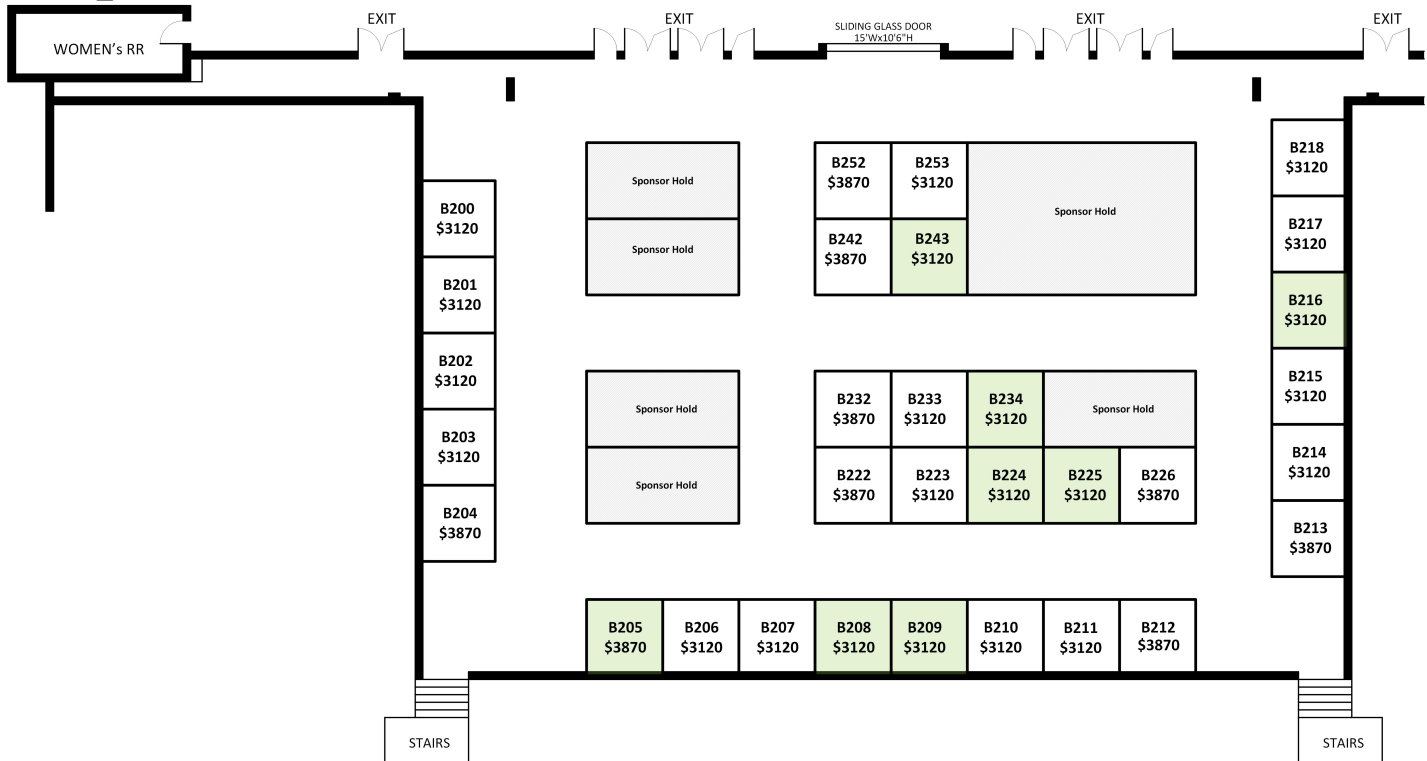 EXIT
EXIT
SLIDING GLASS DOOR
15'Wx10'6"H
EXIT
EXIT
WOMEN's RR
B218
$3120
B252
$3870
B253
$3120
Sponsor Hold
Sponsor Hold
B200
$3120
B217
$3120
Sponsor Hold
B242
$3870
B243
$3120
B201
$3120
B216
$3120
B202
$3120
B215
$3120
Sponsor Hold
B232
$3870
B233
$3120
B234
$3120
Sponsor Hold
B203
$3120
B214
$3120
Sponsor Hold
B222
$3870
B223
$3120
B224
$3120
B225
$3120
B226
$3870
B204
$3870
B213
$3870
B205
$3870
B206
$3120
B207
$3120
B208
$3120
B209
$3120
B210
$3120
B211
$3120
B212
$3870
STAIRS
STAIRS